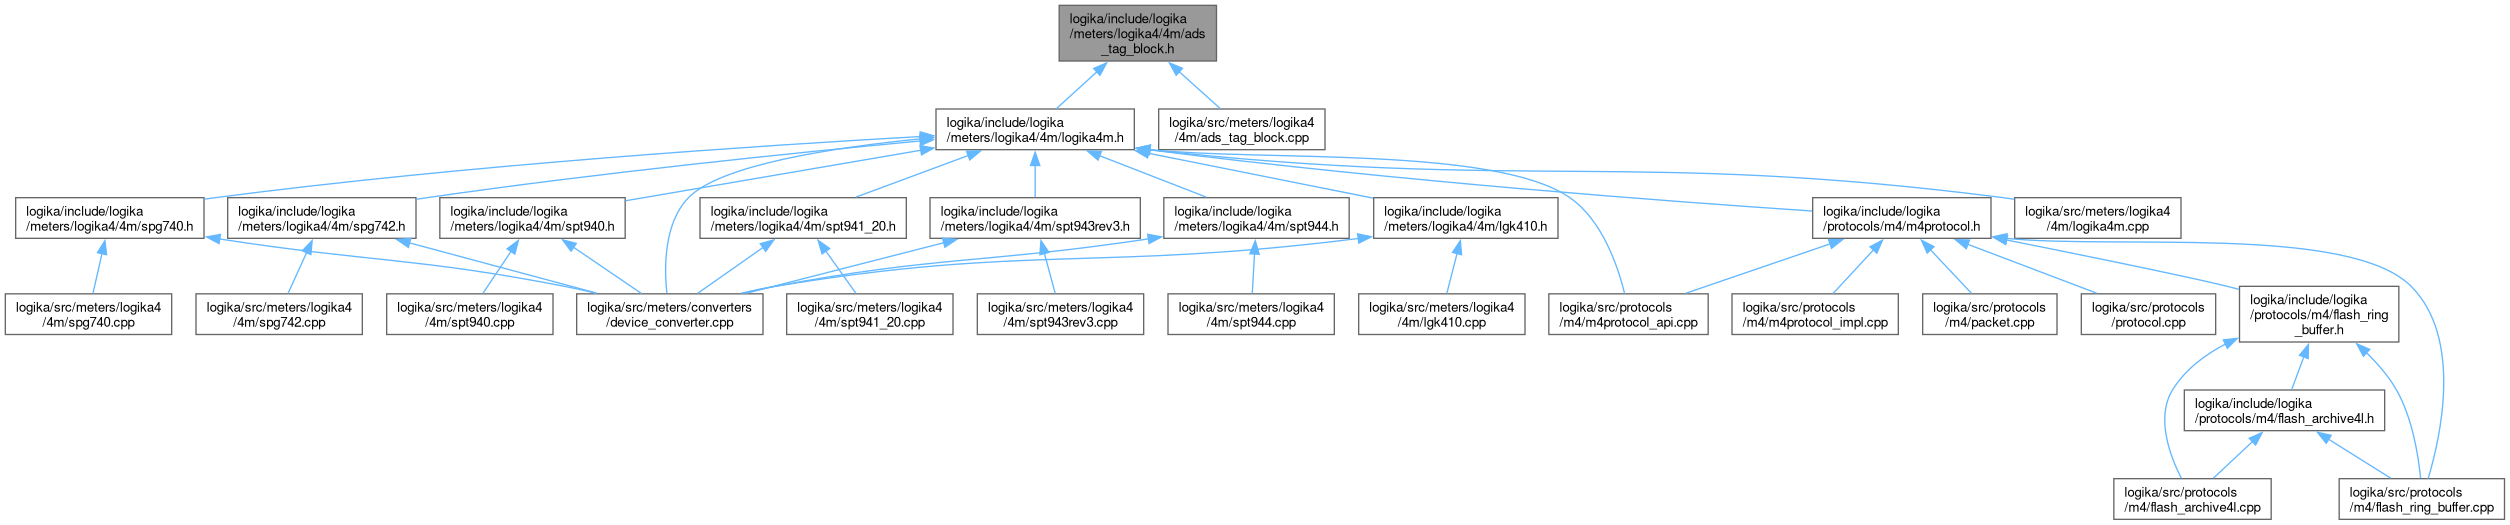 logika/include/logika
/meters/logika4/4m/ads
_tag_block.h
logika/include/logika
/meters/logika4/4m/logika4m.h
logika/src/meters/logika4
/4m/ads_tag_block.cpp
logika/include/logika
/meters/logika4/4m/spg740.h
logika/include/logika
/meters/logika4/4m/spg742.h
logika/include/logika
/meters/logika4/4m/spt940.h
logika/include/logika
/meters/logika4/4m/spt941_20.h
logika/include/logika
/meters/logika4/4m/spt943rev3.h
logika/include/logika
/meters/logika4/4m/spt944.h
logika/include/logika
/meters/logika4/4m/lgk410.h
logika/include/logika
/protocols/m4/m4protocol.h
logika/src/meters/logika4
/4m/logika4m.cpp
logika/src/meters/logika4
/4m/spg740.cpp
logika/src/meters/logika4
/4m/spg742.cpp
logika/src/meters/logika4
/4m/spt940.cpp
logika/src/meters/converters
/device_converter.cpp
logika/src/meters/logika4
/4m/spt941_20.cpp
logika/src/meters/logika4
/4m/spt943rev3.cpp
logika/src/meters/logika4
/4m/spt944.cpp
logika/src/meters/logika4
/4m/lgk410.cpp
logika/src/protocols
/m4/m4protocol_api.cpp
logika/src/protocols
/m4/m4protocol_impl.cpp
logika/src/protocols
/m4/packet.cpp
logika/src/protocols
/protocol.cpp
logika/include/logika
/protocols/m4/flash_ring
_buffer.h
logika/include/logika
/protocols/m4/flash_archive4l.h
logika/src/protocols
/m4/flash_archive4l.cpp
logika/src/protocols
/m4/flash_ring_buffer.cpp